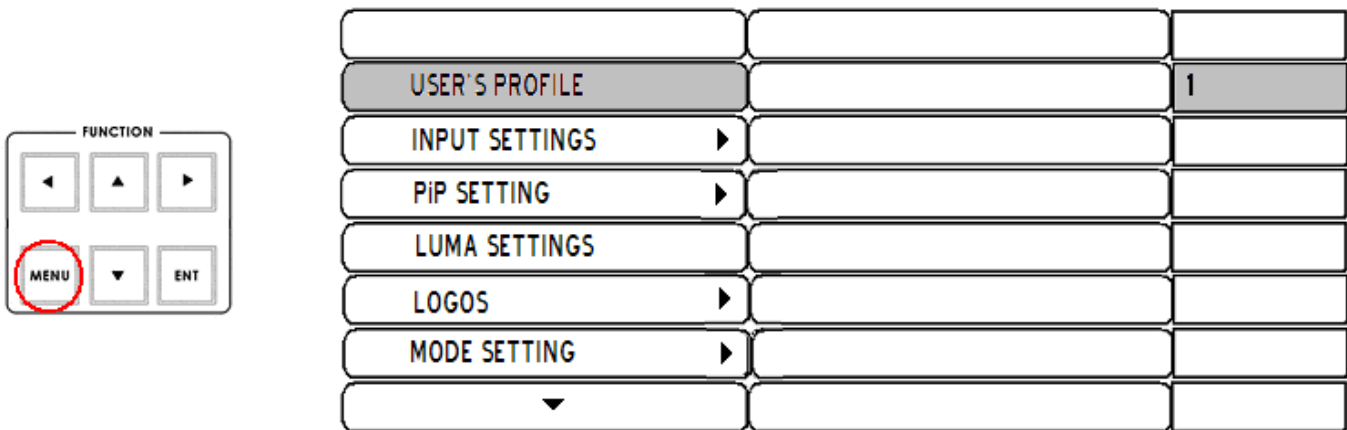 FUNCTION
MENU
ENT
USER'S PROFILE 1
INPUT SETTINGS
PiP SETTING
LUMA SETTINGS
LOGOS
MODE SETTING